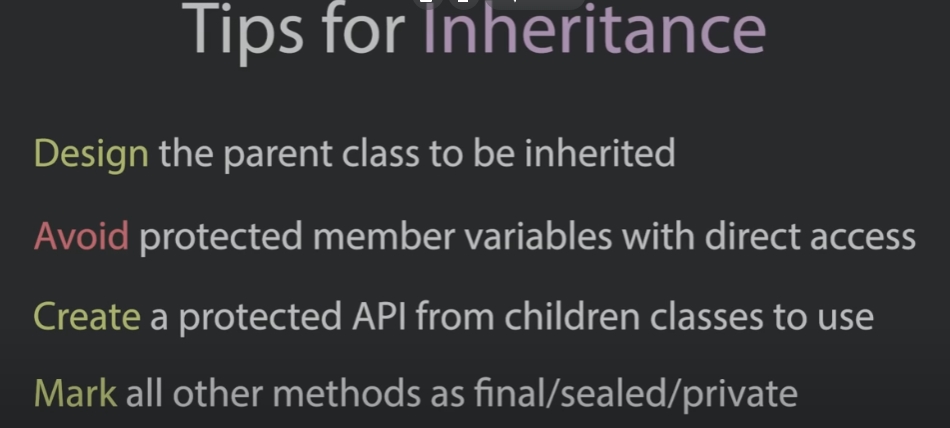 Tips for Inheritance
Design the parent class to be inherited
Avoid protected member variables with direct access
Create a protected API from children classes to use
Mark all other methods as final/sealed/private